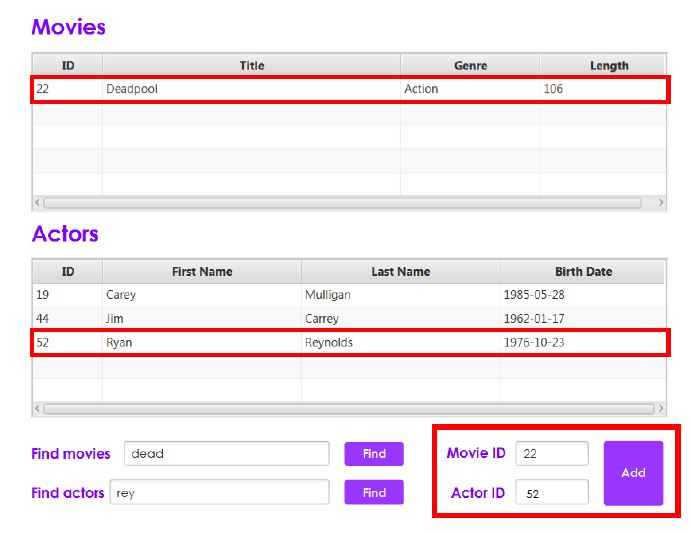 Movies
ID Title Genre Length
22 Deadpool Action 106
Actors
ID First Name Last Name Birth Date
19 Carey Mulligan 1985-05-28
44 Jim Carrey 1962-01-17
52 Ryan Reynolds 1976-10-23
Find movies dead Find Movie ID 22
Add
Find actors rey Find Actor ID 52